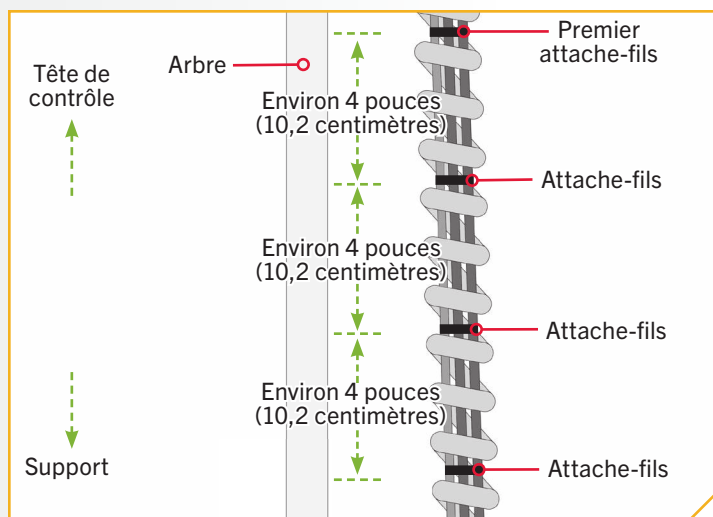 Premier
attache-fils
Arbre
Tête de
contrôle
Environ 4 pouces
(10,2 centimètres)
Attache-fils
Environ 4 pouces
(10,2 centimètres)
Attache-fils
Environ 4 pouces
(10,2 centimètres)
Support
Attache-fils